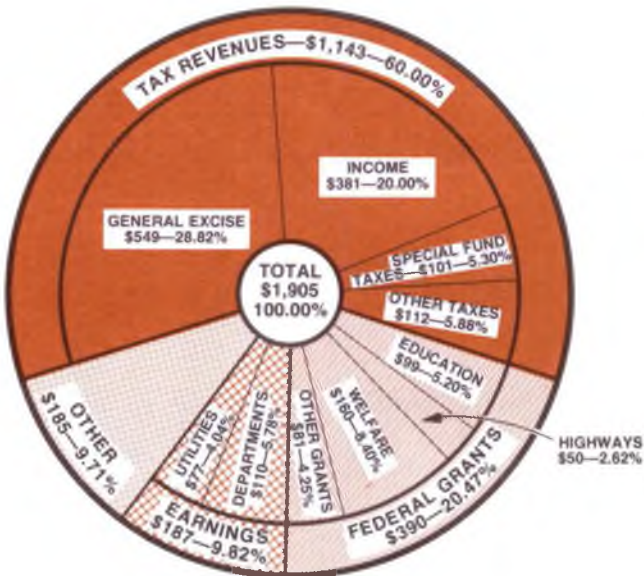 TAX REVENUES—$1,143—60.00%
INCOME
$381—20.00%
GENERAL EXCISE
$549—28.82%
SPECIAL FUND
TAXES—$101—5.30%
TOTAL
$1,905
100.00%
OTHER TAXES
$112—5.88%
EDUCATION
$99—5.20%
WELFARE
$160—8.40%
HIGHWAYS
$50—2.62%
OTHER GRANTS
$81—4.25%
FEDERAL GRANTS
$390—20.47%
DEPARTMENTS
$110—5.78%
UTILITIES
$77—4.04%
EARNINGS
$187—9.82%
OTHER
$185—9.71%